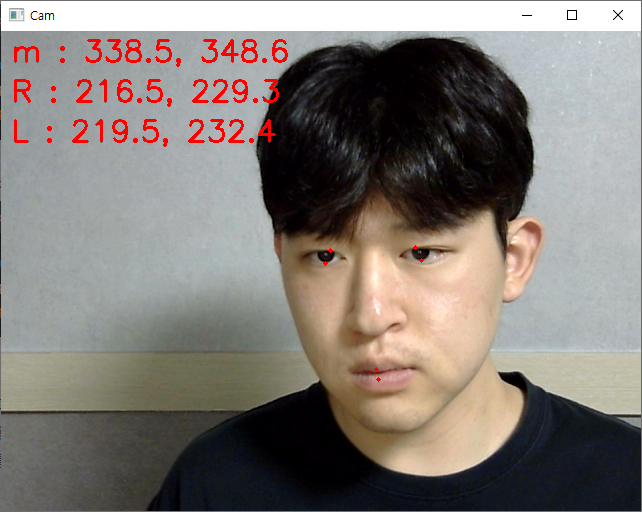 Cam
m : 338.5, 348.6
R : 216.5, 229.3
L : 219.5, 232.4